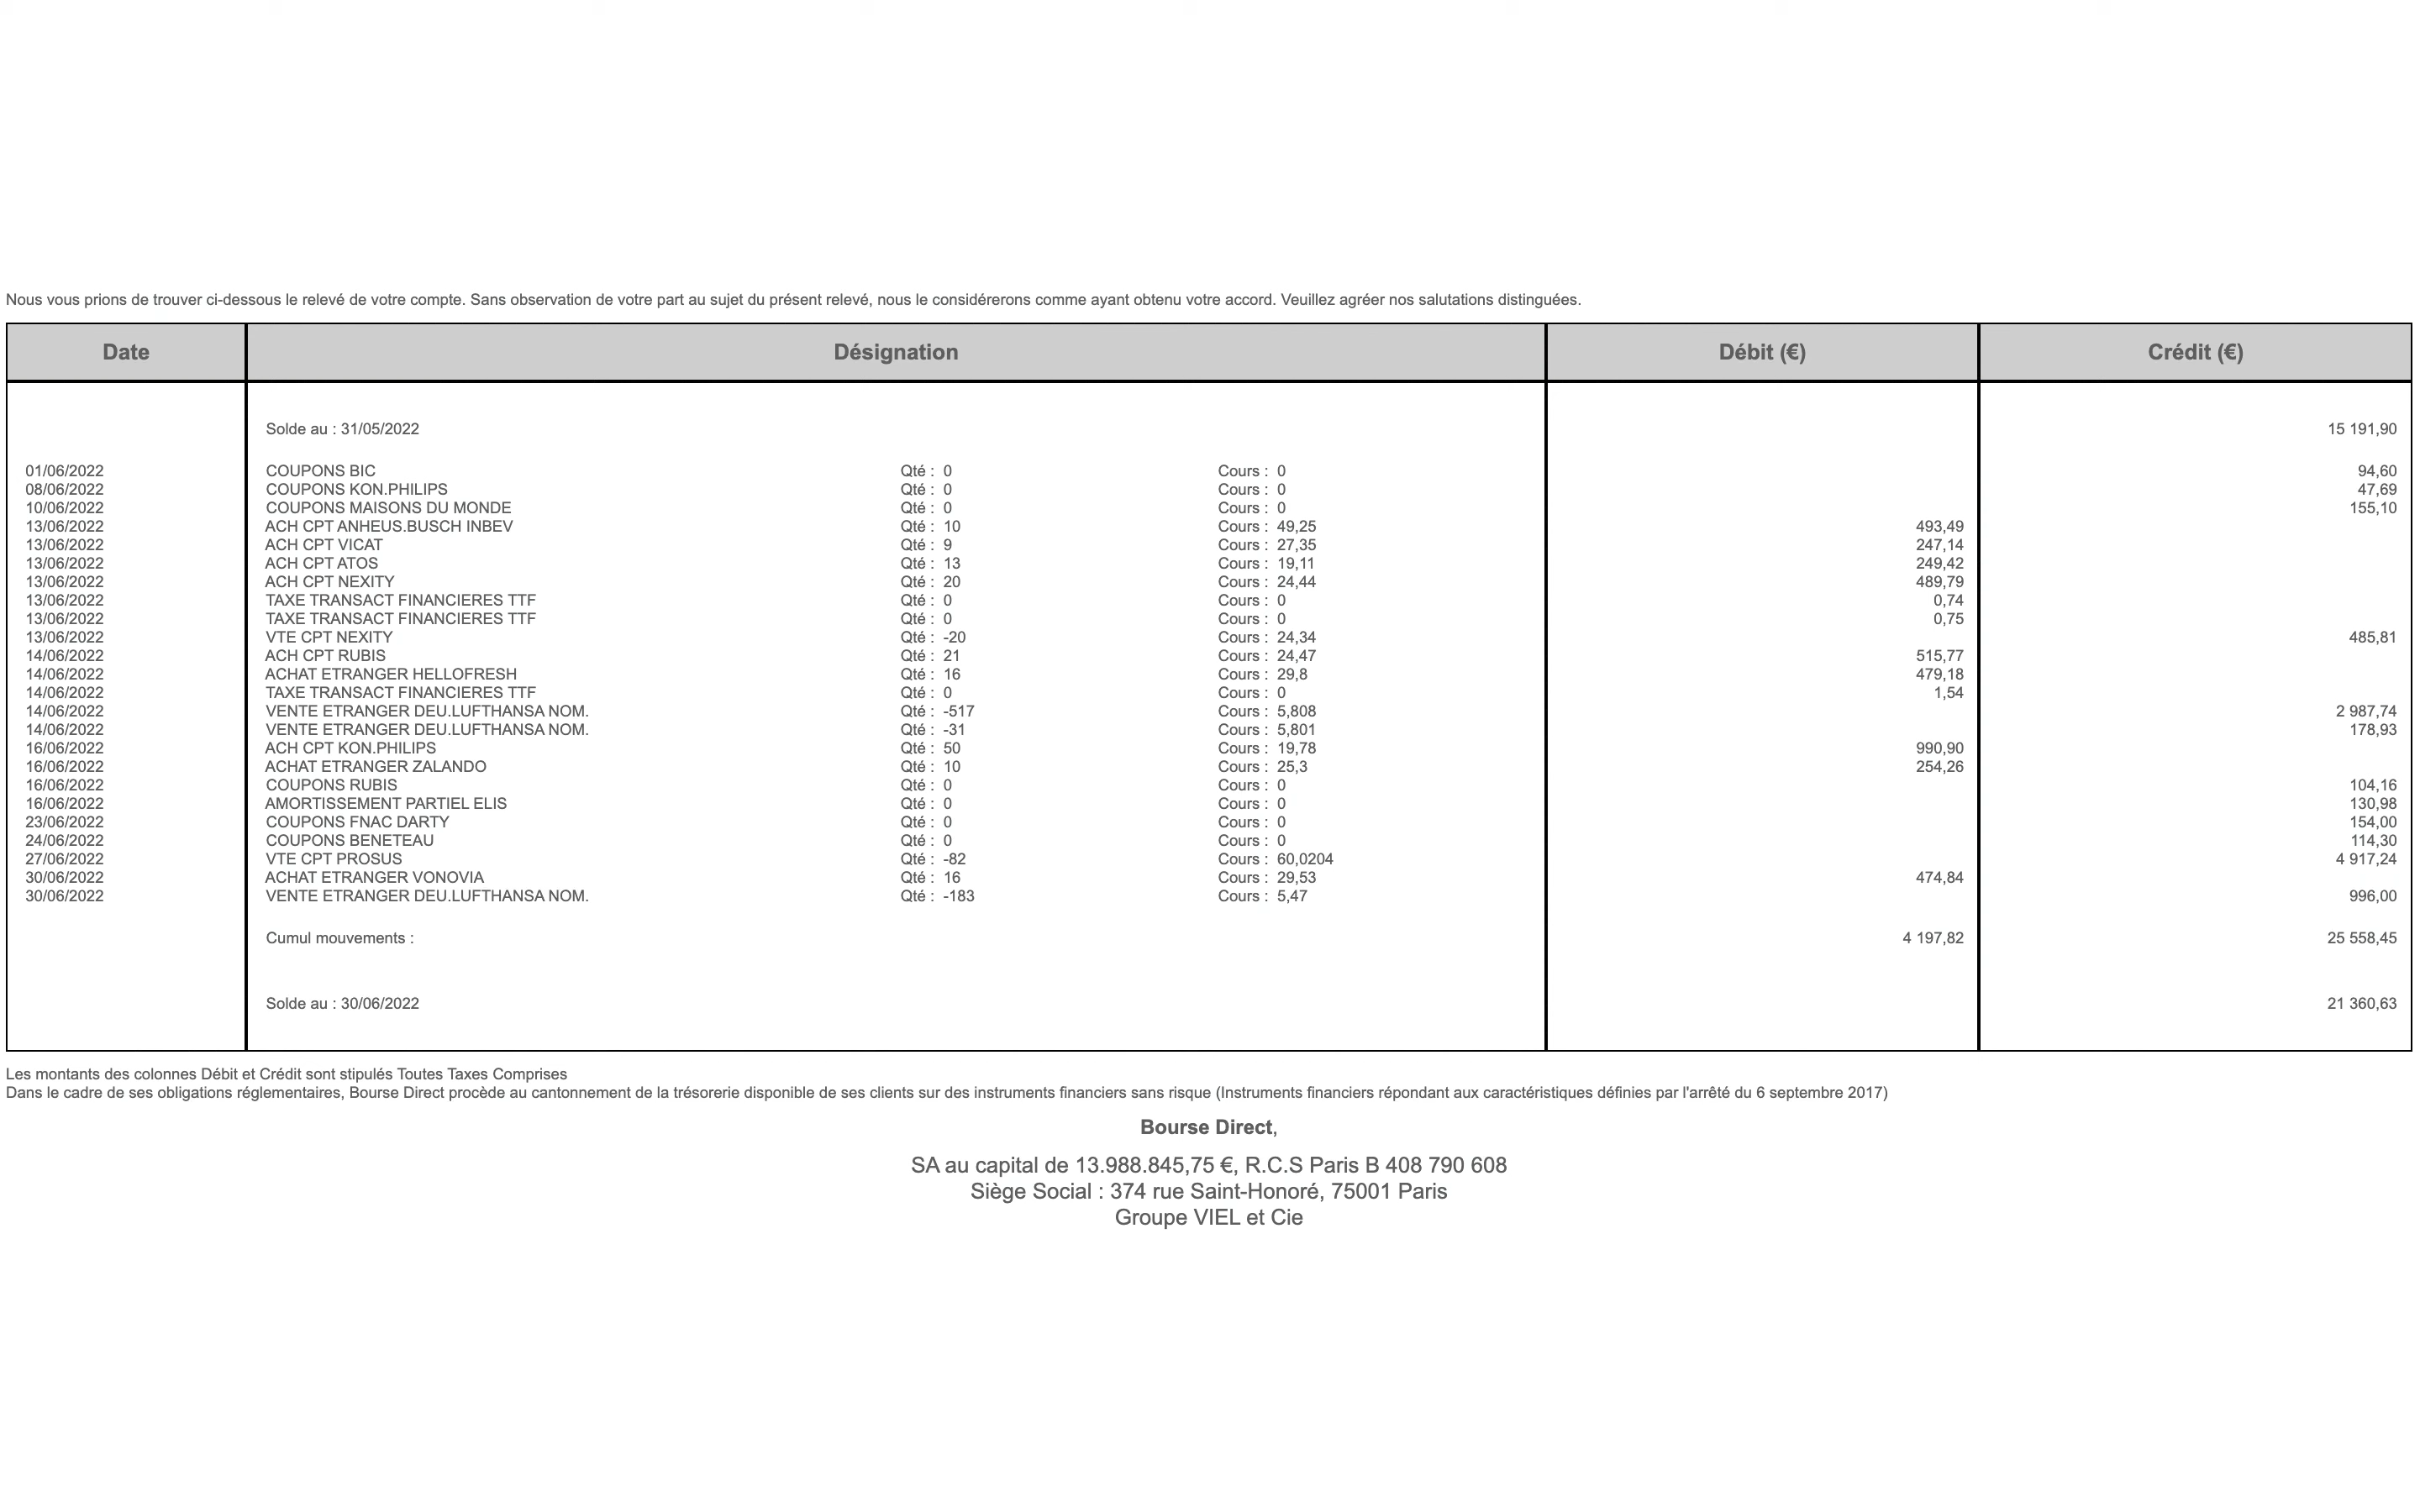 Nous vous prions de trouver ci-dessous le relevé de votre compte. Sans observation de votre part au sujet du présent relevé, nous le considérerons comme ayant obtenu votre accord. Veuillez agréer nos salutations distinguées.
Date Désignation Débit (€) Crédit (€)
Solde au : 31/05/2022 15 191,90
01/06/2022 COUPONS BIC Qté : 0 Cours : 0 94,60
08/06/2022 COUPONS KON.PHILIPS Qté : 0 Cours : 0 47,69
10/06/2022 COUPONS MAISONS DU MONDE Qté : 0 Cours : 0 155,10
13/06/2022 ACH CPT ANHEUS.BUSCH INBEV Qté : 10 Cours : 49,25 493,49
13/06/2022 ACH CPT VICAT Qté : 9 Cours : 27,35 247,14
13/06/2022 ACH CPT ATOS Qté : 13 Cours : 19,11 249,42
13/06/2022 ACH CPT NEXITY Qté : 20 Cours : 24,44 489,79
13/06/2022 TAXE TRANSACT FINANCIERES TTF Qté : 0 Cours : 0 0,74
13/06/2022 TAXE TRANSACT FINANCIERES TTF Qté : 0 Cours : 0 0,75
13/06/2022 VTE CPT NEXITY Qté : -20 Cours : 24,34 485,81
14/06/2022 ACH CPT RUBIS Qté : 21 Cours : 24,47 515,77
14/06/2022 ACHAT ETRANGER HELLOFRESH Qté : 16 Cours : 29,8 479,18
14/06/2022 TAXE TRANSACT FINANCIERES TTF Qté : 0 Cours : 0 1,54
14/06/2022 VENTE ETRANGER DEU.LUFTHANSA NOM. Qté : -517 Cours : 5,808 2 987,74
14/06/2022 VENTE ETRANGER DEU.LUFTHANSA NOM. Qté : -31 Cours : 5,801 178,93
16/06/2022 ACH CPT KON.PHILIPS Qté : 50 Cours : 19,78 990,90
16/06/2022 ACHAT ETRANGER ZALANDO Qté : 10 Cours : 25,3 254,26
16/06/2022 COUPONS RUBIS Qté : 0 Cours : 0 104,16
16/06/2022 AMORTISSEMENT PARTIEL ELIS Qté : 0 Cours : 0 130,98
23/06/2022 COUPONS FNAC DARTY Qté : 0 Cours : 0 154,00
24/06/2022 COUPONS BENETEAU Qté : 0 Cours : 0 114,30
27/06/2022 VTE CPT PROSUS Qté : -82 Cours : 60,0204 4 917,24
30/06/2022 ACHAT ETRANGER VONOVIA Qté : 16 Cours : 29,53 474,84
30/06/2022 VENTE ETRANGER DEU.LUFTHANSA NOM. Qté : -183 Cours : 5,47 996,00
Cumul mouvements : 4 197,82 25 558,45
Solde au : 30/06/2022 21 360,63
Les montants des colonnes Débit et Crédit sont stipulés Toutes Taxes Comprises
Dans le cadre de ses obligations réglementaires, Bourse Direct procède au cantonnement de la trésorerie disponible de ses clients sur des instruments financiers sans risque (Instruments financiers répondant aux caractéristiques définies par l'arrêté du 6 septembre 2017)
Bourse Direct,
SA au capital de 13.988.845,75 €, R.C.S Paris B 408 790 608
Siège Social : 374 rue Saint-Honoré, 75001 Paris
Groupe VIEL et Cie